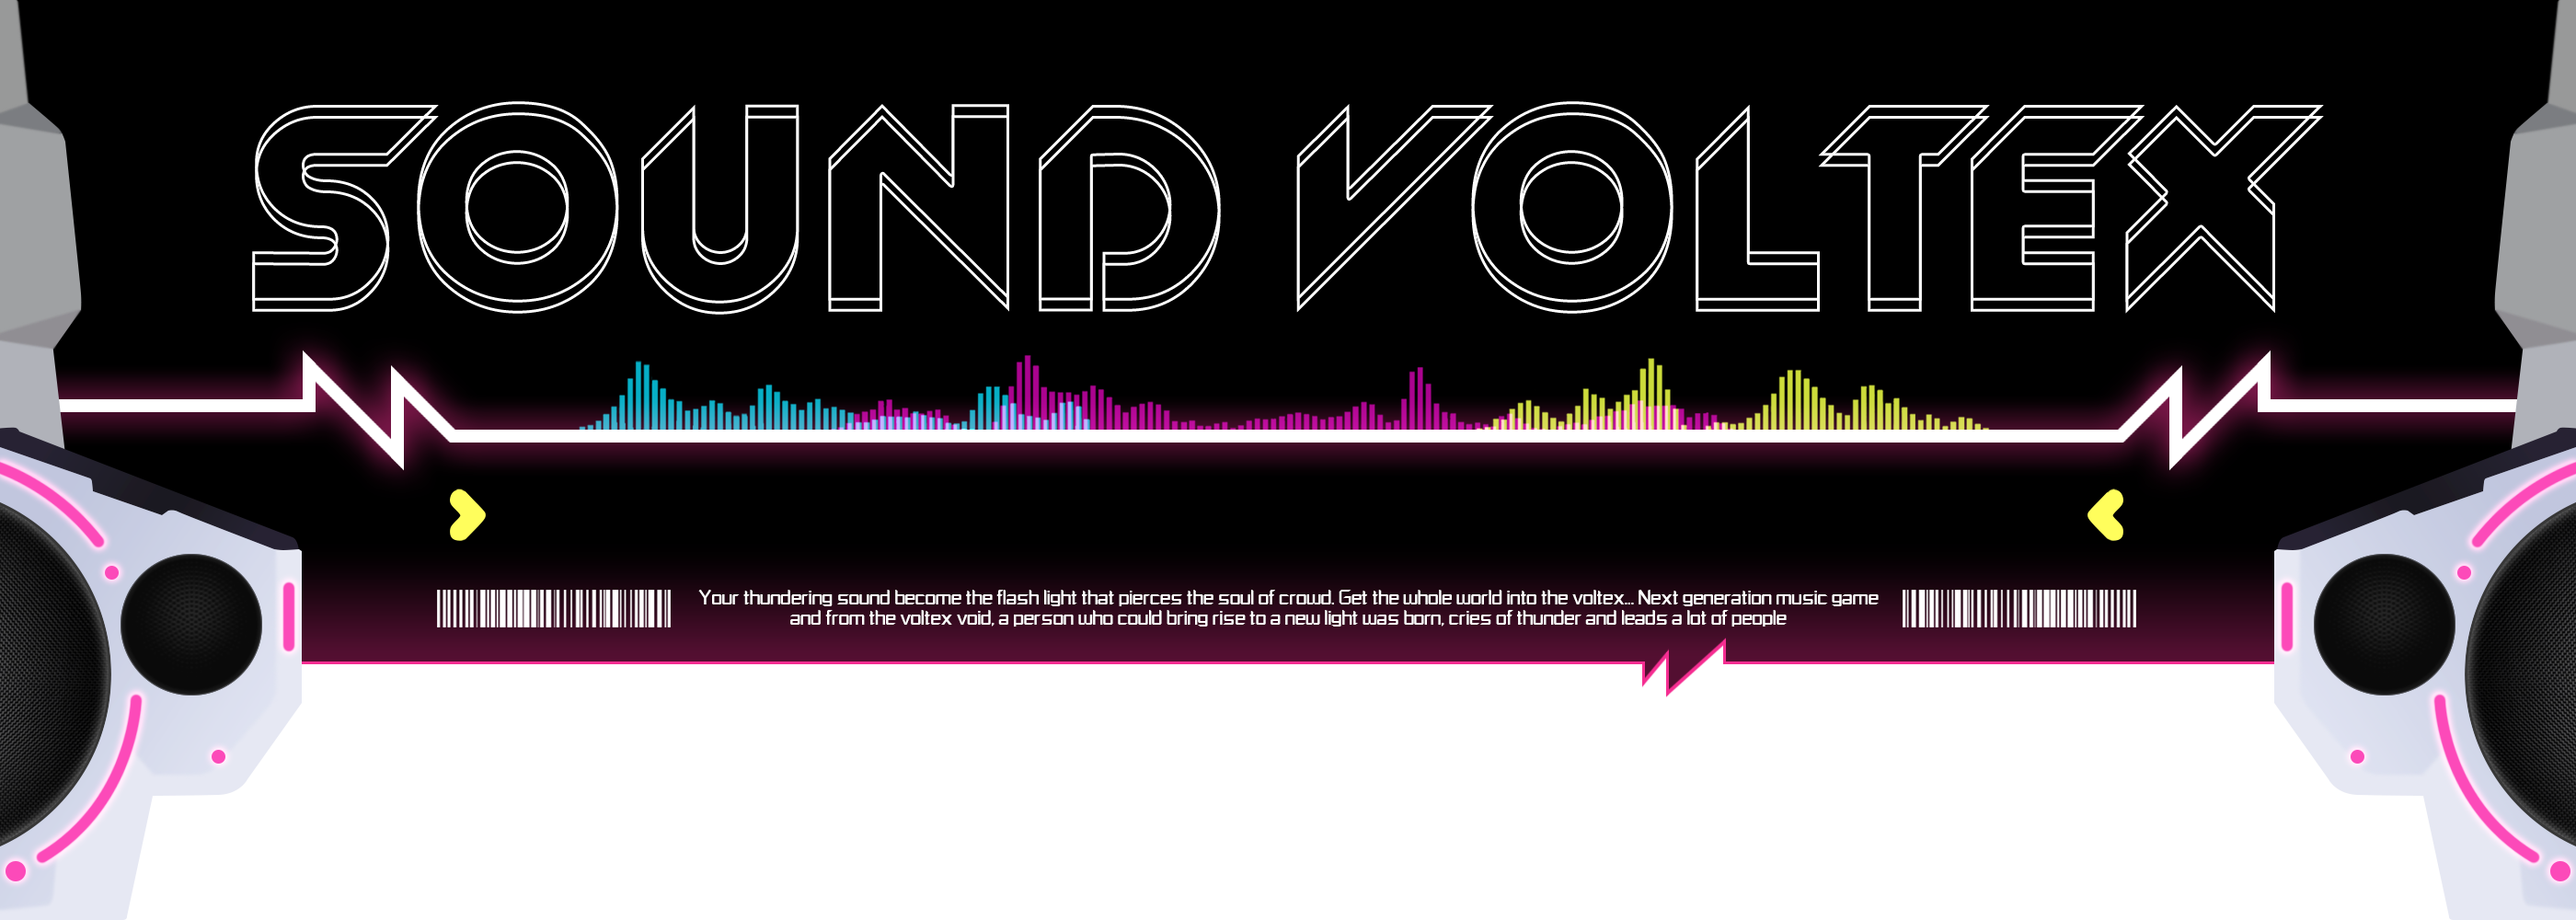 SOUND VOLTEX
Your thundering sound become the flash light that pierces the soul of crowd. Get the whole world into the voltex... Next generation music game
and from the voltex void, a person who could bring rise to a new light was born, cries of thunder and leads a lot of people